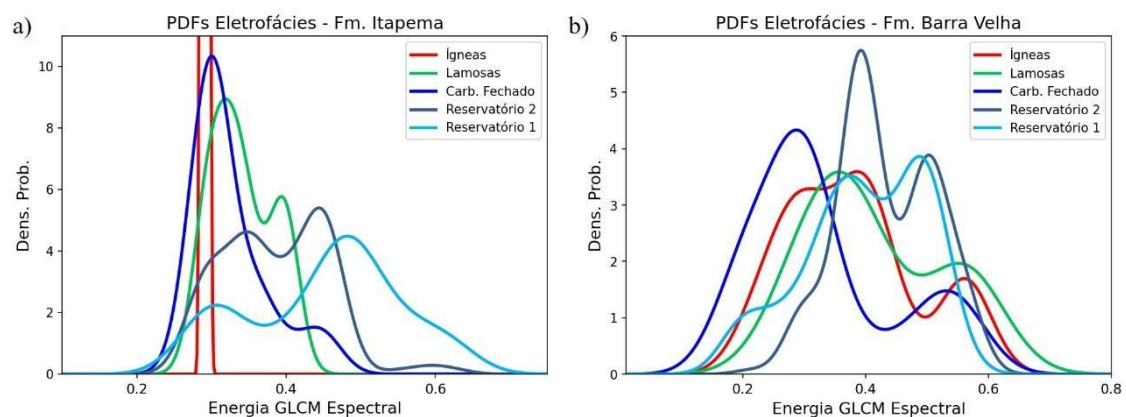 a)
PDFs Eletrofácies - Fm. Itapema
Dens. Prob.
10
8
6
4
2
0
Ígneas
Lamosas
Carb. Fechado
Reservatório 2
Reservatório 1
0.2 0.4 0.6
Energia GLCM Espectral
b)
PDFs Eletrofácies - Fm. Barra Velha
Dens. Prob.
6
5
4
3
2
1
0
Ígneas
Lamosas
Carb. Fechado
Reservatório 2
Reservatório 1
0.2 0.4 0.6 0.8
Energia GLCM Espectral